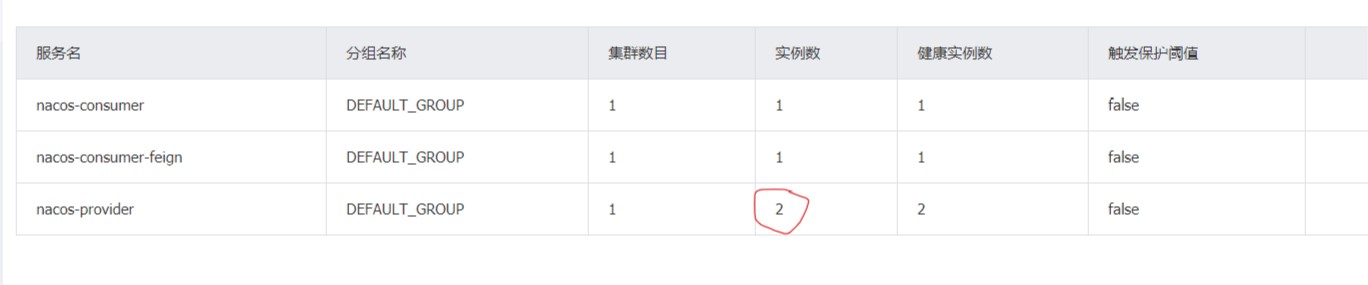 服务名 分组名称 集群数目 实例数 健康实例数 触发保护阈值
nacos-consumer DEFAULT_GROUP 1 1 1 false
nacos-consumer-feign DEFAULT_GROUP 1 1 1 false
nacos-provider DEFAULT_GROUP 1 2 2 false